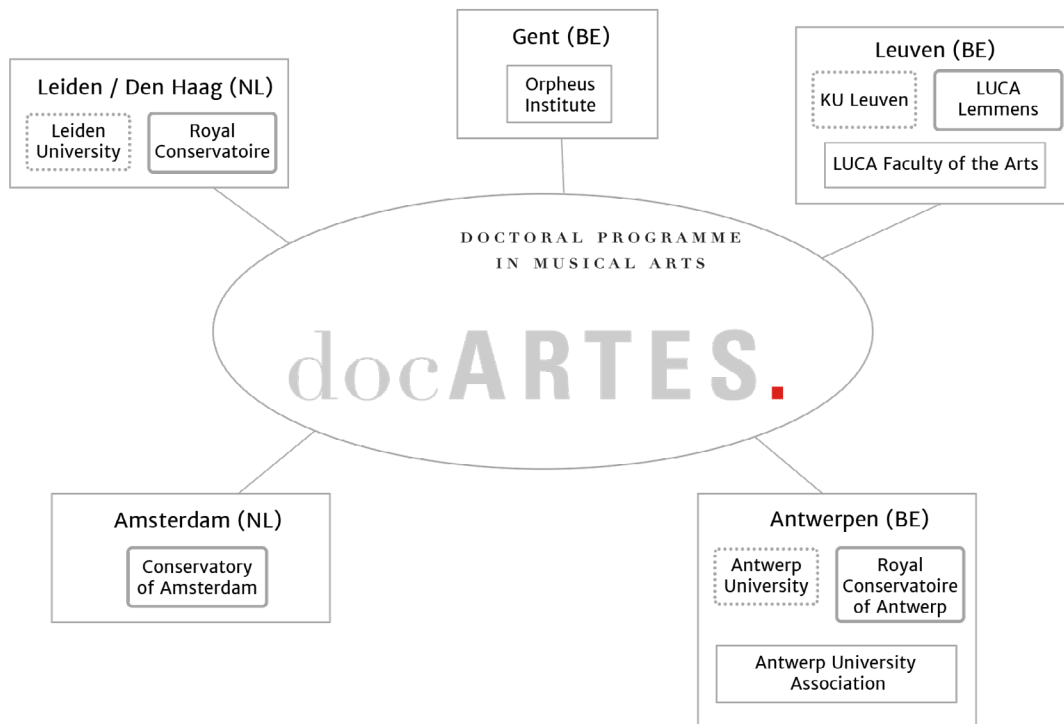 Gent (BE)
Orpheus
Institute
Leiden / Den Haag (NL)
Leiden
University
Royal
Conservatoire
Leuven (BE)
KU Leuven
LUCA
Lemmens
LUCA Faculty of the Arts
DOCTORAL PROGRAMME
IN MUSICAL ARTS
docARTES.
Amsterdam (NL)
Conservatory
of Amsterdam
Antwerpen (BE)
Antwerp
University
Royal
Conservatoire
of Antwerp
Antwerp University
Association